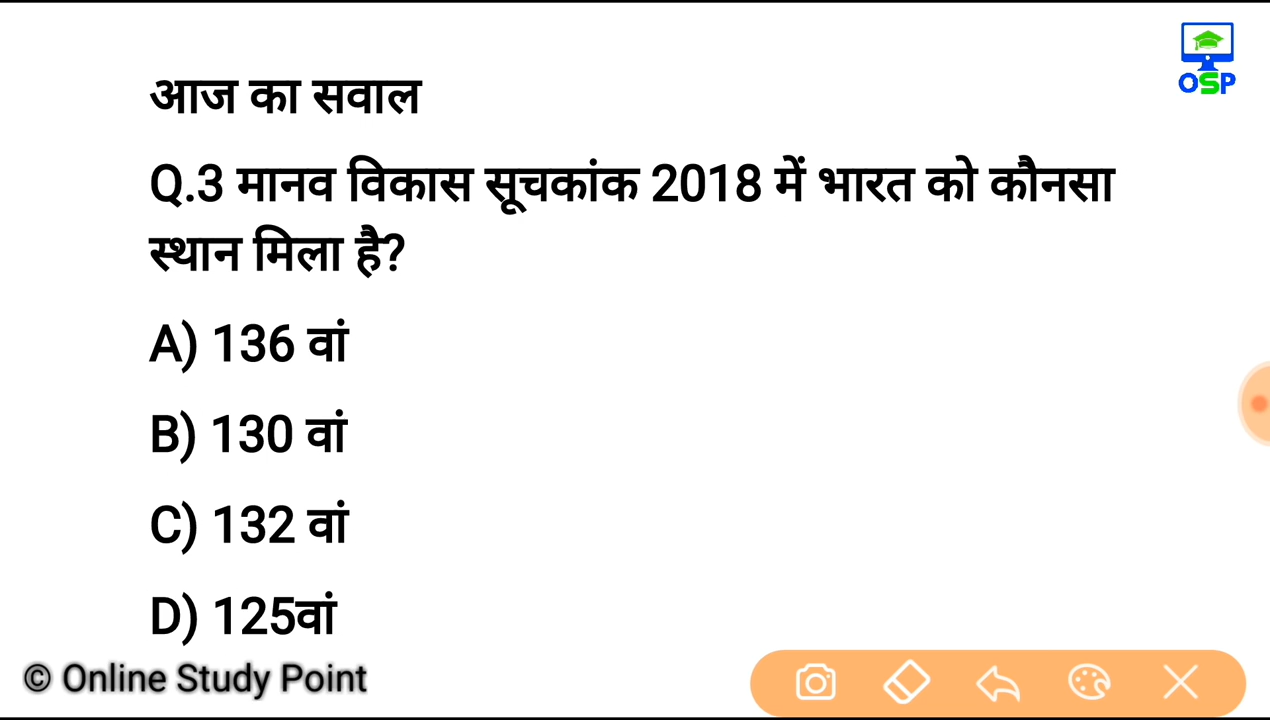 OSP
आज का सवाल
Q.3 मानव विकास सूचकांक 2018 में भारत को कौनसा
स्थान मिला है?
A) 136 वां
B) 130 वां
C) 132 वां
D) 125वां
© Online Study Point